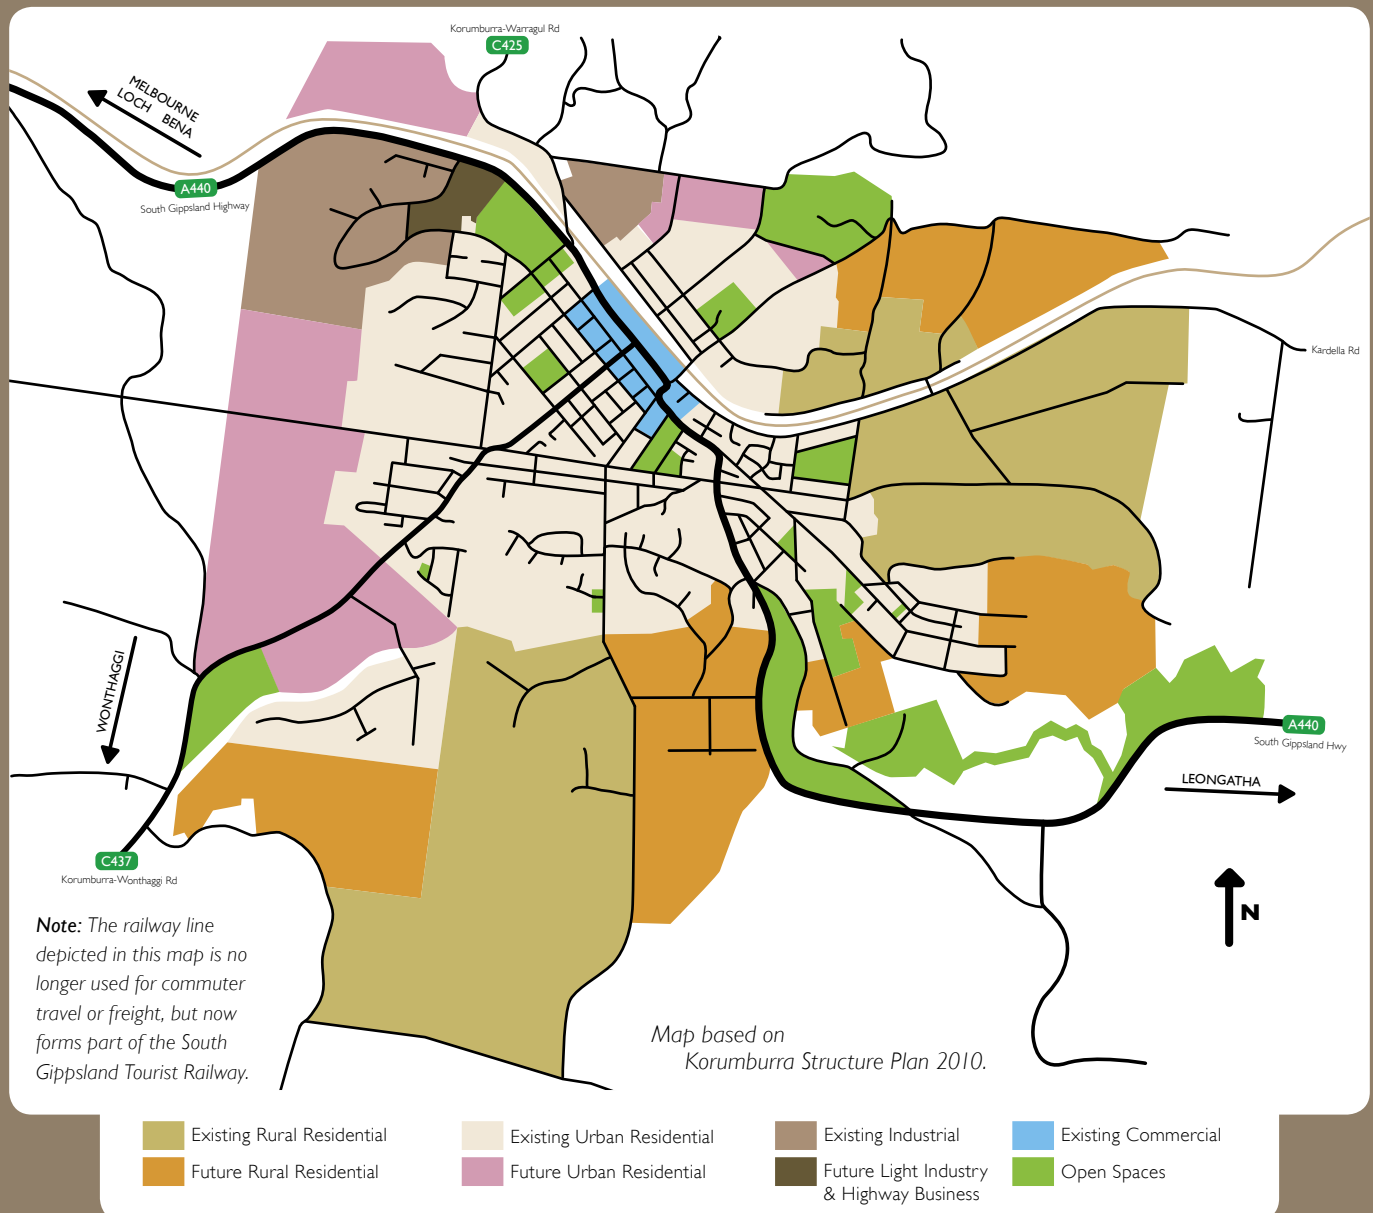 Korumburra-Warragul Rd
C425
MELBOURNE
LOCH BENA
A440
South Gippsland Highway
Kardella Rd
WONTHAGGI
A440
South Gippsland Hwy
LEONGATHA
C437
Korumburra-Wonthaggi Rd
N
Note: The railway line
depicted in this map is no
longer used for commuter
travel or freight, but now
forms part of the South
Gippsland Tourist Railway.
Map based on
Korumburra Structure Plan 2010.
Existing Rural Residential
Future Rural Residential
Existing Urban Residential
Future Urban Residential
Existing Industrial
Future Light Industry
& Highway Business
Existing Commercial
Open Spaces